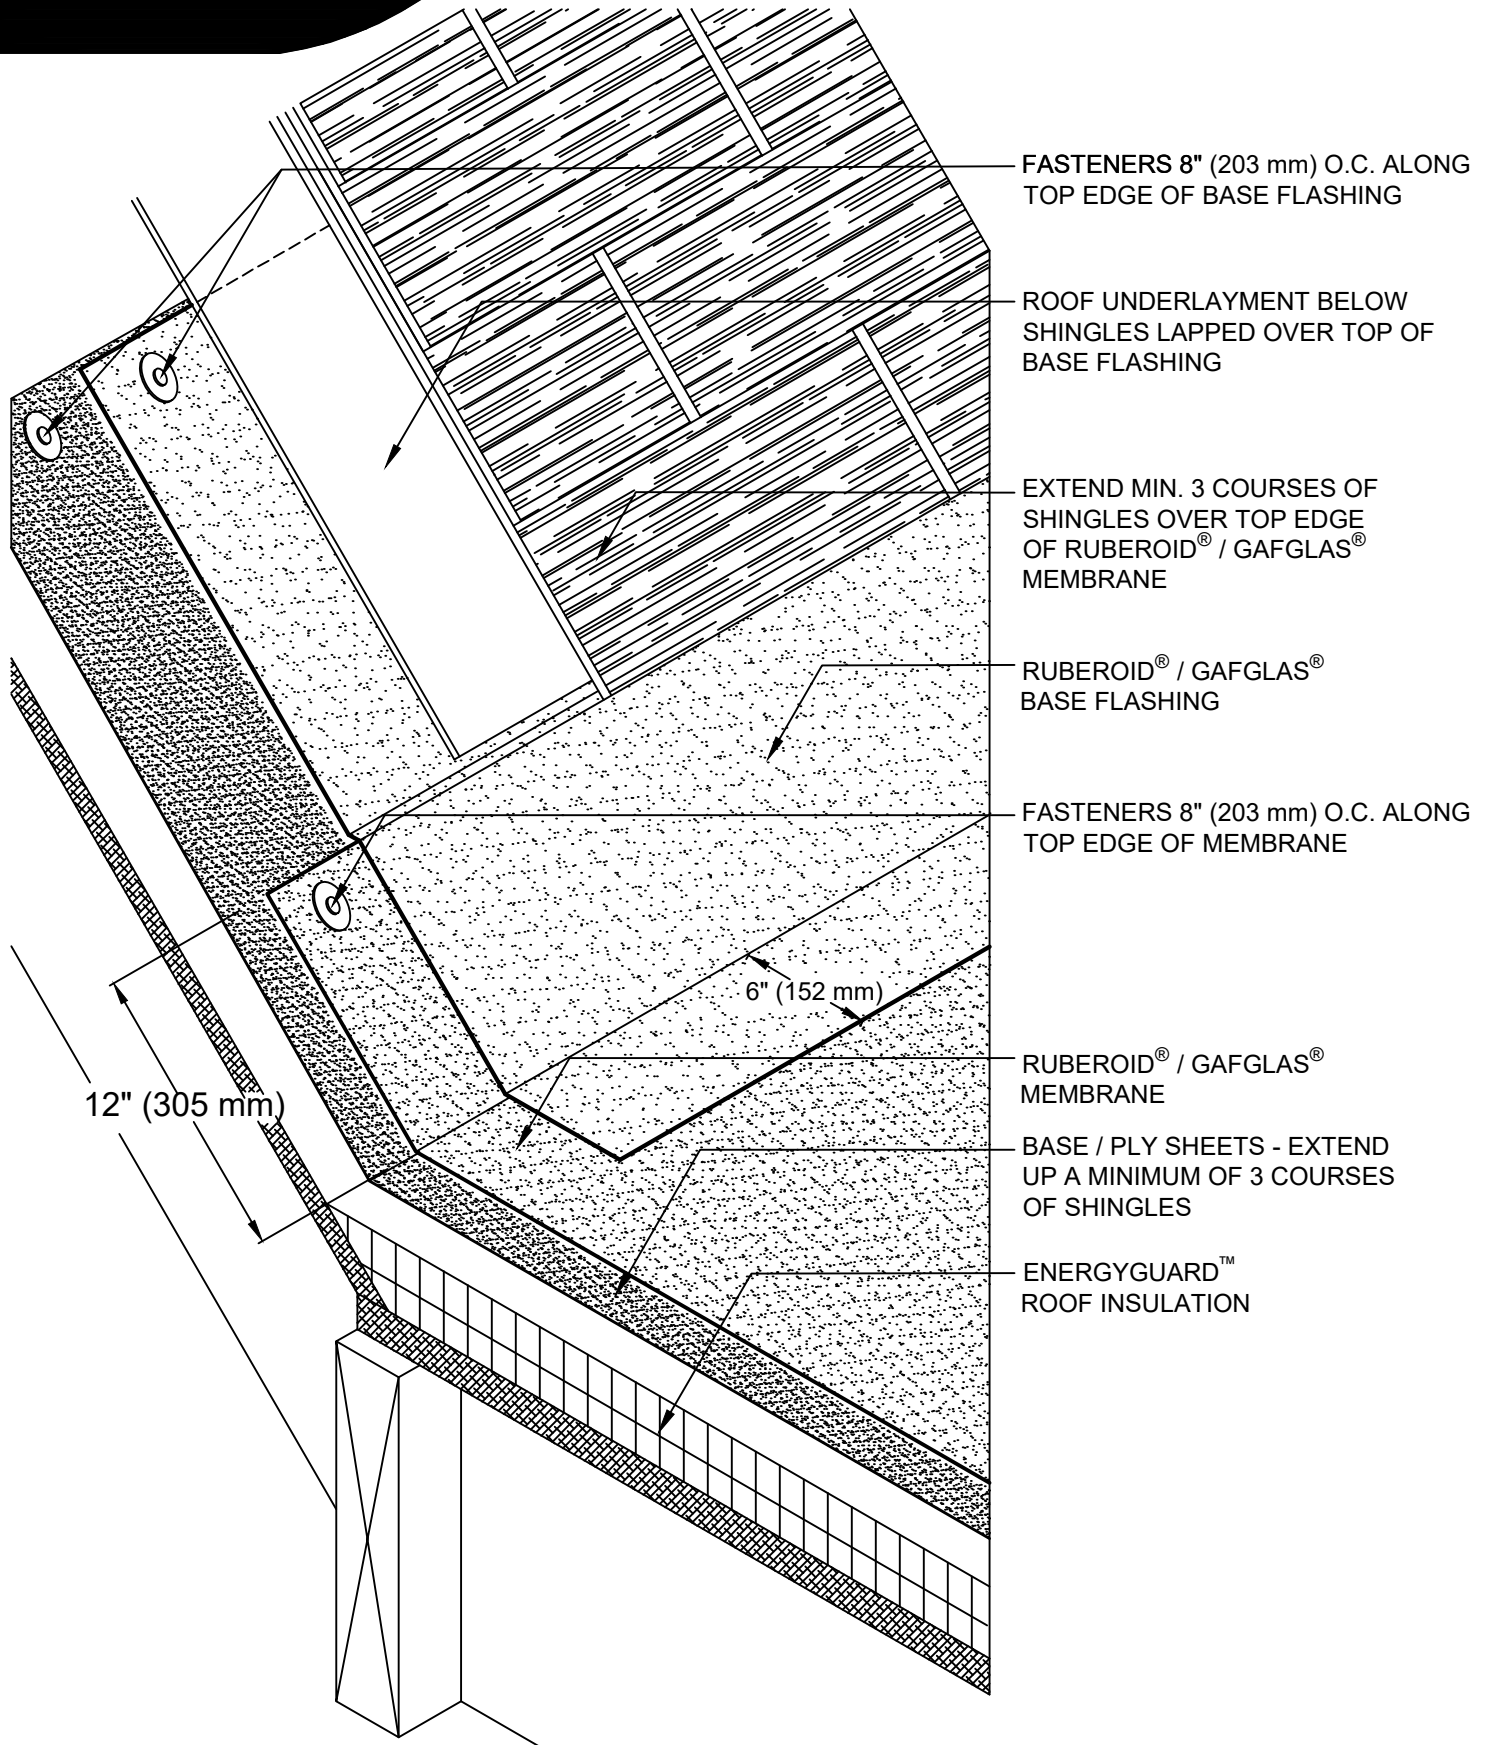 FASTENERS 8" (203 mm) O.C. ALONG
TOP EDGE OF BASE FLASHING
ROOF UNDERLAYMENT BELOW
SHINGLES LAPPED OVER TOP OF
BASE FLASHING
EXTEND MIN. 3 COURSES OF
SHINGLES OVER TOP EDGE
OF RUBEROID® / GAFGLAS®
MEMBRANE
RUBEROID® / GAFGLAS®
BASE FLASHING
FASTENERS 8" (203 mm) O.C. ALONG
TOP EDGE OF MEMBRANE
6" (152 mm)
RUBEROID® / GAFGLAS®
MEMBRANE
12" (305 mm)
BASE / PLY SHEETS - EXTEND
UP A MINIMUM OF 3 COURSES
OF SHINGLES
ENERGYGUARD™
ROOF INSULATION